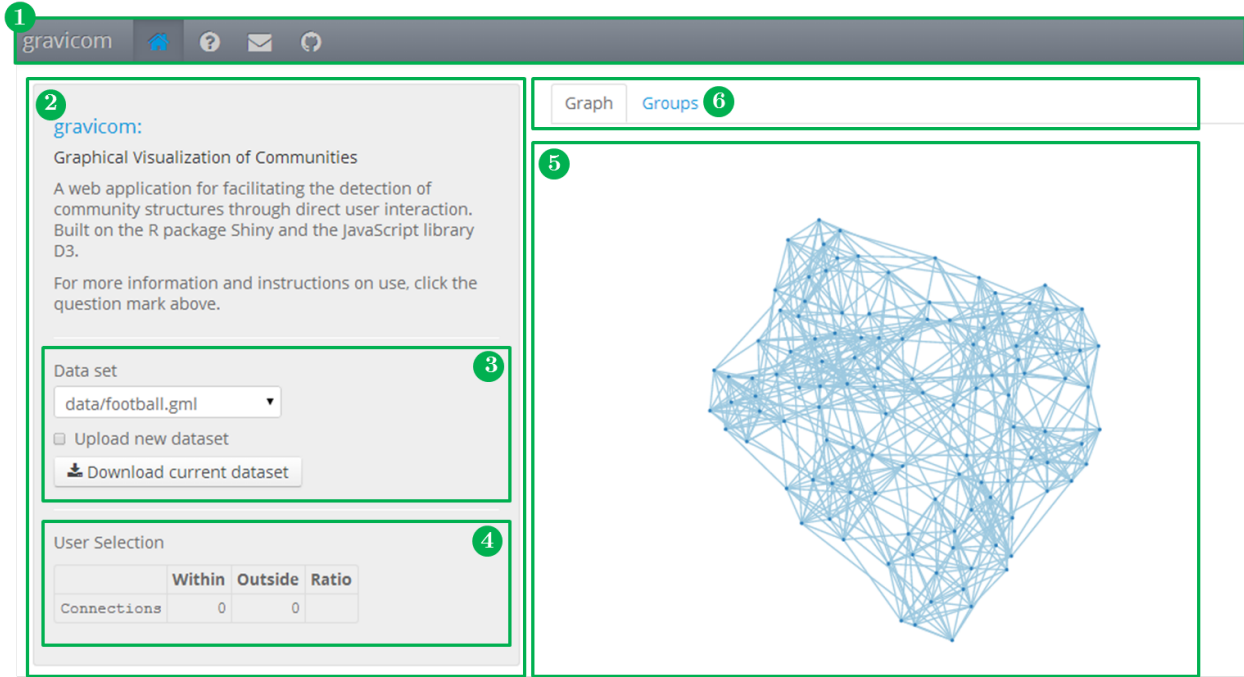 1
gravicom
2
gravicom:
Graphical Visualization of Communities
A web application for facilitating the detection of
community structures through direct user interaction.
Built on the R package Shiny and the JavaScript library
D3.
For more information and instructions on use, click the
question mark above.
3
Data set
data/football.gml
Upload new dataset
Download current dataset
4
User Selection
Within Outside Ratio
Connections 0 0
Graph Groups 6
5